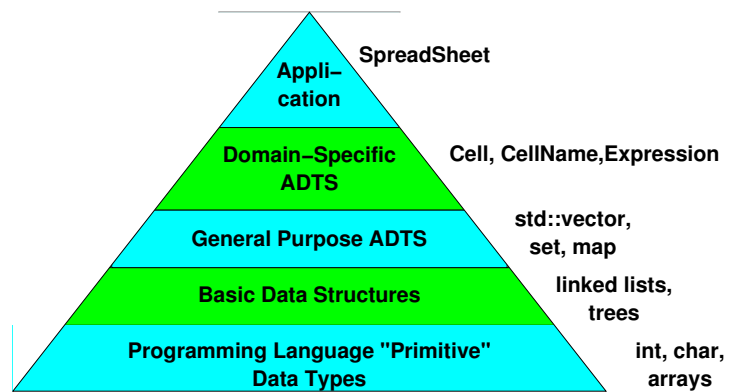 SpreadSheet
Appli–
cation
Domain–Specific
ADTS
Cell, CellName,Expression
General Purpose ADTS
std::vector,
set, map
Basic Data Structures
linked lists,
trees
Programming Language "Primitive"
Data Types
int, char,
arrays